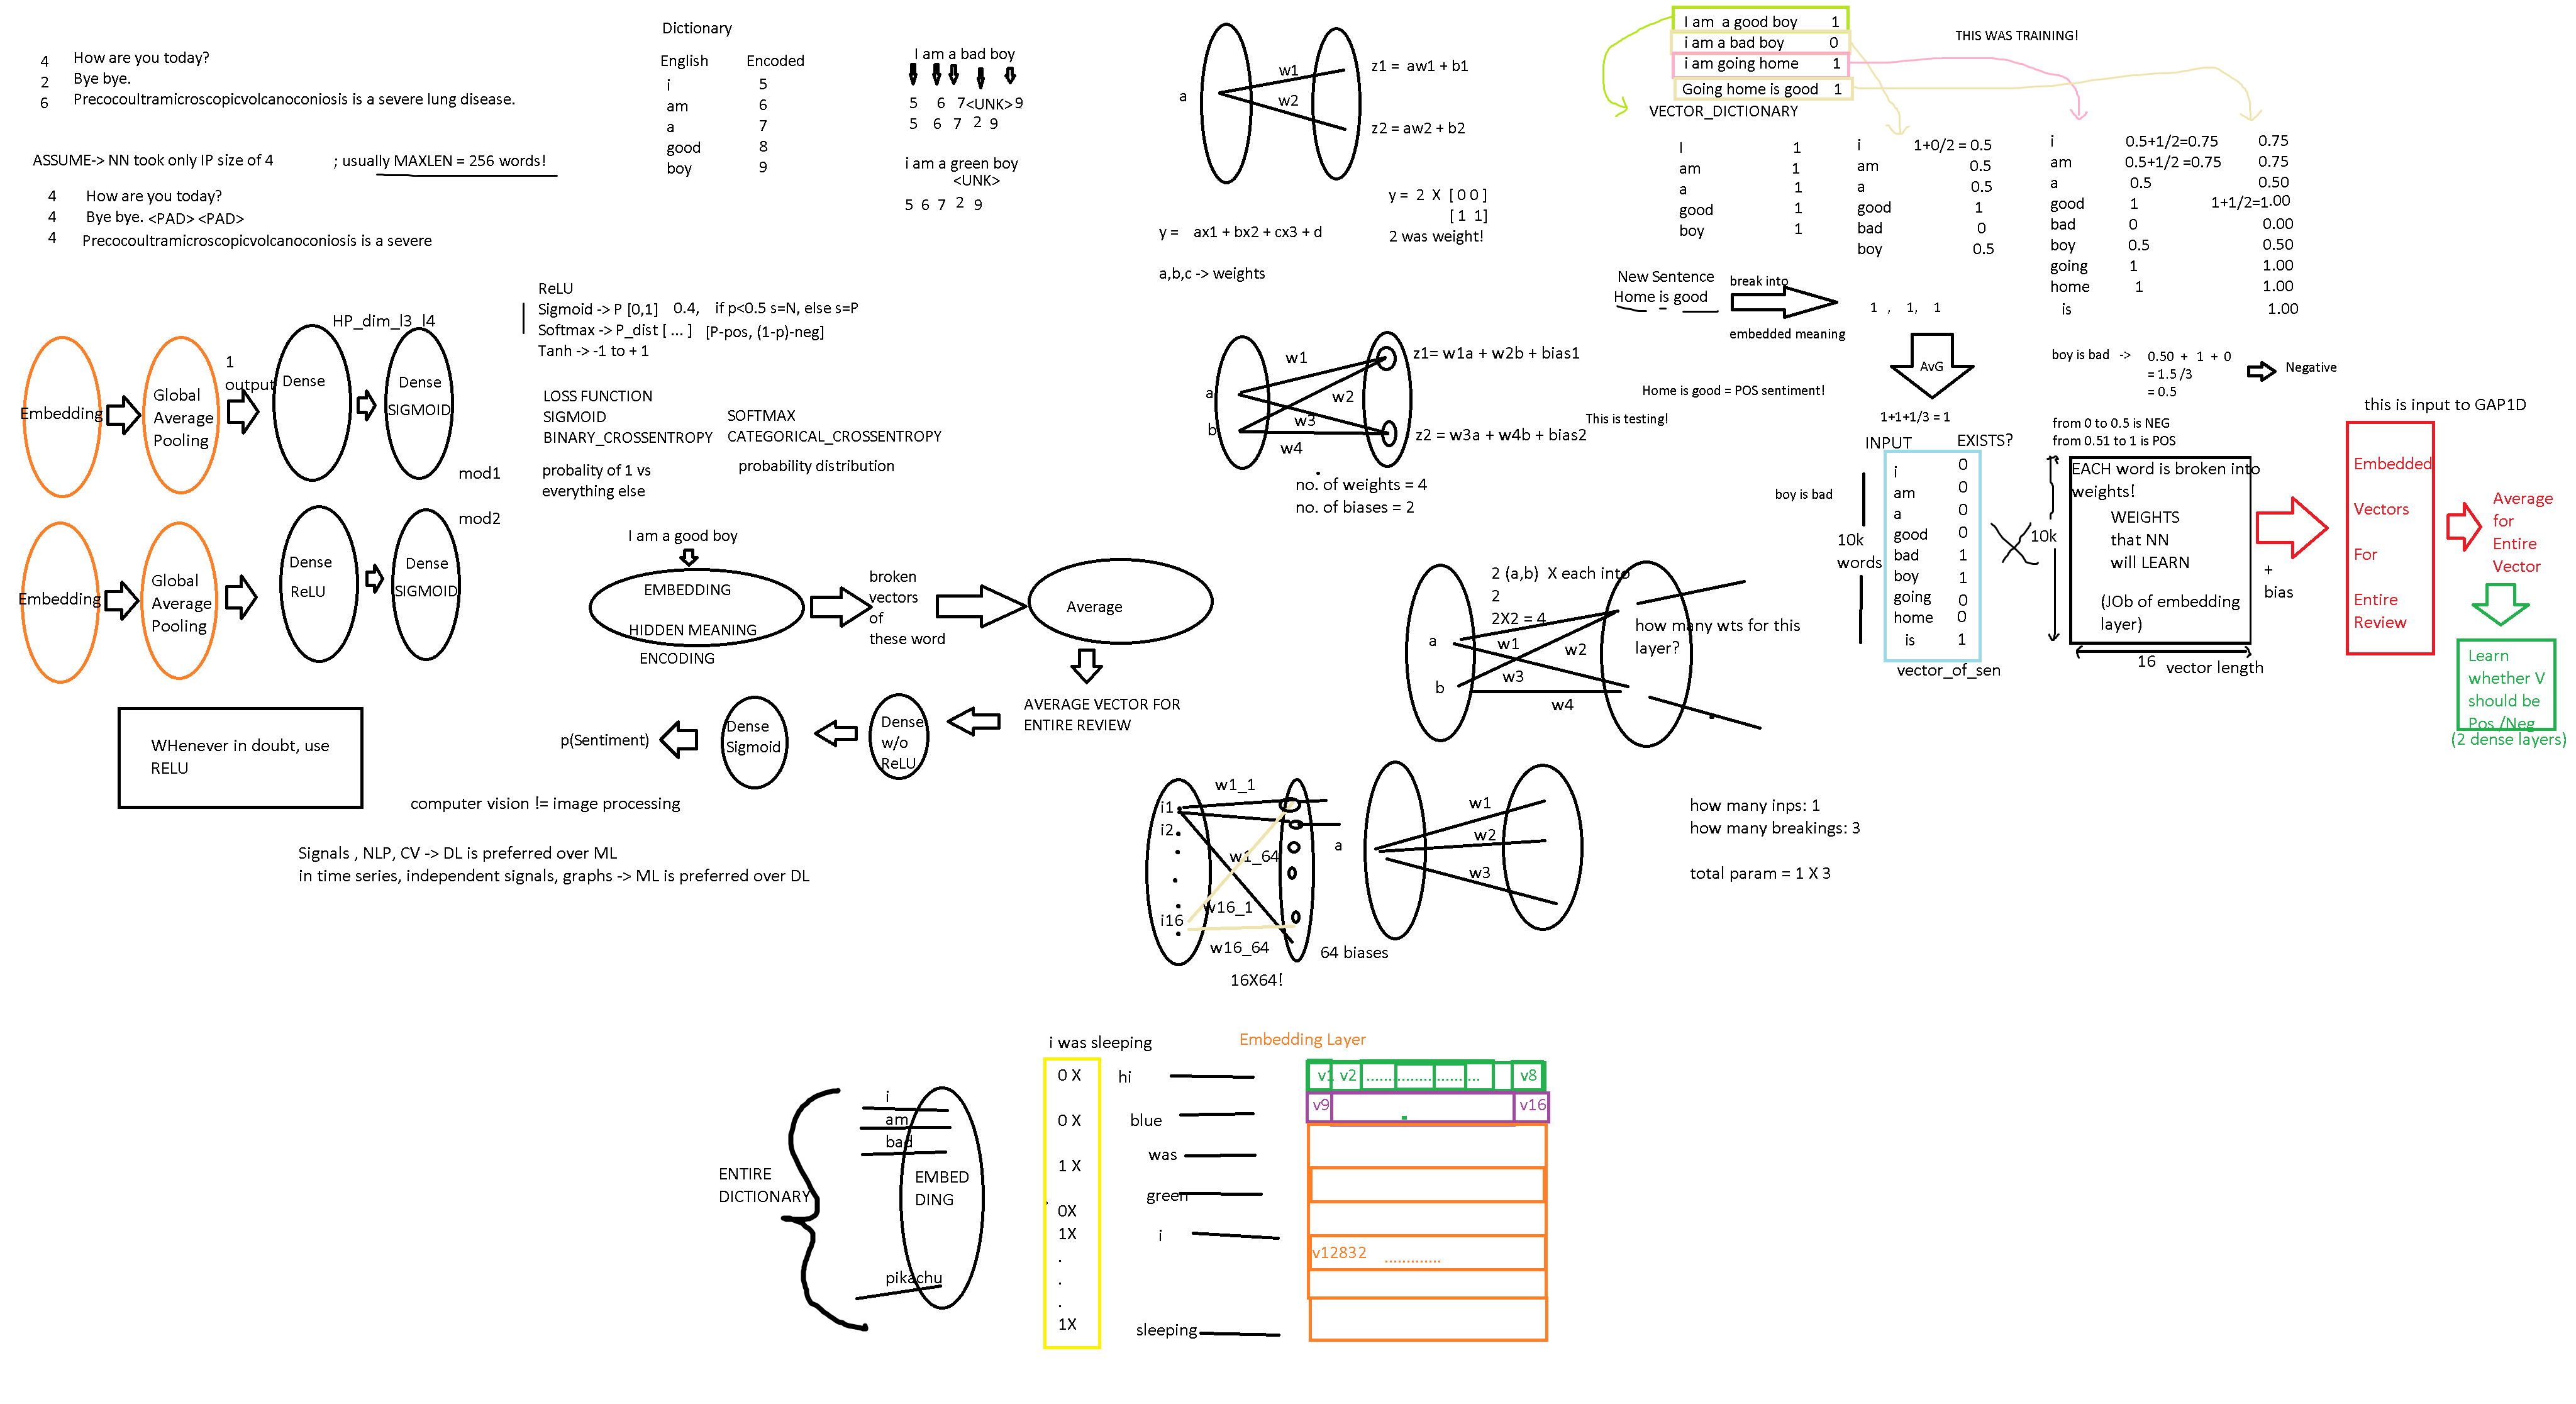 4 How are you today?
2 Bye bye.
6 Precocoultramicroscopicvolcanoconiosis is a severe lung disease.
ASSUME-> NN took only IP size of 4 ; usually MAXLEN = 256 words!
4 How are you today?
4 Bye bye. <PAD> <PAD>
4 Precocoultramicroscopicvolcanoconiosis is a severe
Dictionary
English Encoded
i 5
am 6
a 7
good 8
boy 9
I am a bad boy
5 6 7 <UNK> 9
5 6 7 2 9
i am a green boy
<UNK>
5 6 7 2 9
HP_dim_l3_l4
Embedding
Global
Average
Pooling
1
output
Dense
Dense
SIGMOID
mod1
mod2
Embedding
Global
Average
Pooling
Dense
ReLU
Dense
SIGMOID
WHenever in doubt, use
RELU
ReLU
Sigmoid -> P [0,1] 0.4, if p<0.5 s=N, else s=P
Softmax -> P_dist [ ... ] [P-pos, (1-p)-neg]
Tanh -> -1 to + 1
LOSS FUNCTION
SIGMOID SOFTMAX
BINARY_CROSSENTROPY CATEGORICAL_CROSSENTROPY
probality of 1 vs
everything else
probability distribution
I am a good boy
EMBEDDING
HIDDEN MEANING
ENCODING
broken
vectors
of
these word
Average
AVERAGE VECTOR FOR
ENTIRE REVIEW
Dense
w/o
ReLU
Dense
Sigmoid
p(Sentiment)
computer vision != image processing
Signals , NLP, CV -> DL is preferred over ML
in time series, independent signals, graphs -> ML is preferred over DL
a
w1
w2
z1 = aw1 + b1
z2 = aw2 + b2
y = 2 X [ 0 0 ]
[ 1 1]
2 was weight!
y = ax1 + bx2 + cx3 + d
a,b,c -> weights
a
b
w1
w2
w3
w4
z1= w1a + w2b + bias1
z2 = w3a + w4b + bias2
no. of weights = 4
no. of biases = 2
2 (a,b) X each into
2
2X2 = 4
a
b
w1
w2
w3
w4
how many wts for this
layer?
i1
i2
i16
w1_1
w1_64
w16_1
w16_64
16X64!
64 biases
a
w1
w2
w3
how many inps: 1
how many breakings: 3
total param = 1 X 3
I am a good boy 1
i am a bad boy 0
i am going home 1
Going home is good 1
THIS WAS TRAINING!
VECTOR_DICTIONARY
I 1
am 1
a 1
good 1
boy 1
i 1+0/2 = 0.5
am 0.5
a 0.5
good 1
bad 0
boy 0.5
i 0.5+1/2=0.75 0.75
am 0.5+1/2 =0.75 0.75
a 0.5 0.50
good 1 1+1/2=1.00
bad 0 0.00
boy 0.5 0.50
going 1 1.00
home 1 1.00
is 1.00
New Sentence
Home is good
break into
embedded meaning
1 , 1, 1
AvG
1+1+1/3 = 1
Home is good = POS sentiment!
This is testing!
boy is bad -> 0.50 + 1 + 0
= 1.5 /3
= 0.5
Negative
from 0 to 0.5 is NEG
from 0.51 to 1 is POS
INPUT EXISTS?
boy is bad
10k
words
i 0
am 0
a 0
good 0
bad 1
boy 1
going 0
home 0
is 1
vector_of_sen
10k
EACH word is broken into
weights!
WEIGHTS
that NN
will LEARN
(JOb of embedding
layer)
16 vector length
+
bias
this is input to GAP1D
Embedded
Vectors
For
Entire
Review
Average
for
Entire
Vector
Learn
whether V
should be
Pos /Neg
(2 dense layers)
ENTIRE
DICTIONARY
i
am
bad
pikachu
EMBED
DING
i was sleeping
Embedding Layer
0 X hi
0 X blue
1 X was
0X green
1X i
.
.
.
1X sleeping
v1 v2 ........................ v8
v9 v16
v12832 .............